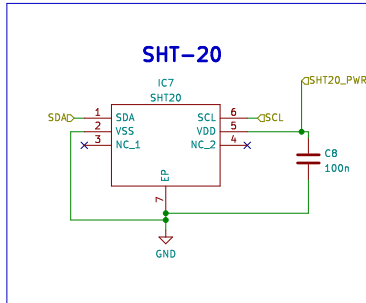 SHT-20
SHT20_PWR
IC7
SHT20
SDA 1 SDA SCL 6 SCL
2 VSS VDD 5
3 NC_1 NC_2 4
C8
100n
EP
7
GND